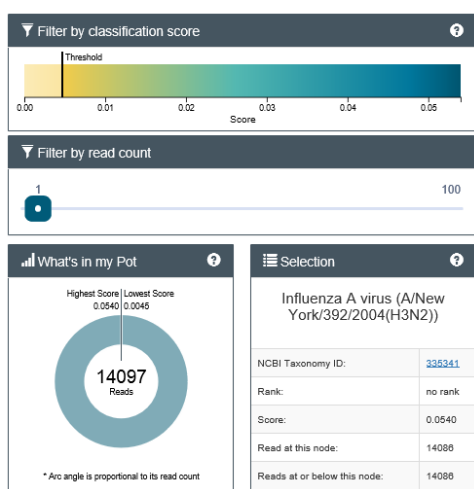 Filter by classification score
Threshold
0.00 0.01 0.02 0.03 0.04 0.05
Score
Filter by read count
1 100
What's in my Pot
Highest Score Lowest Score
0.0540 0.0045
14097
Reads
* Arc angle is proportional to its read count
Selection
Influenza A virus (A/New
York/392/2004(H3N2))
NCBI Taxonomy ID: 335341
Rank: no rank
Score: 0.0540
Read at this node: 14086
Reads at or below this node: 14086